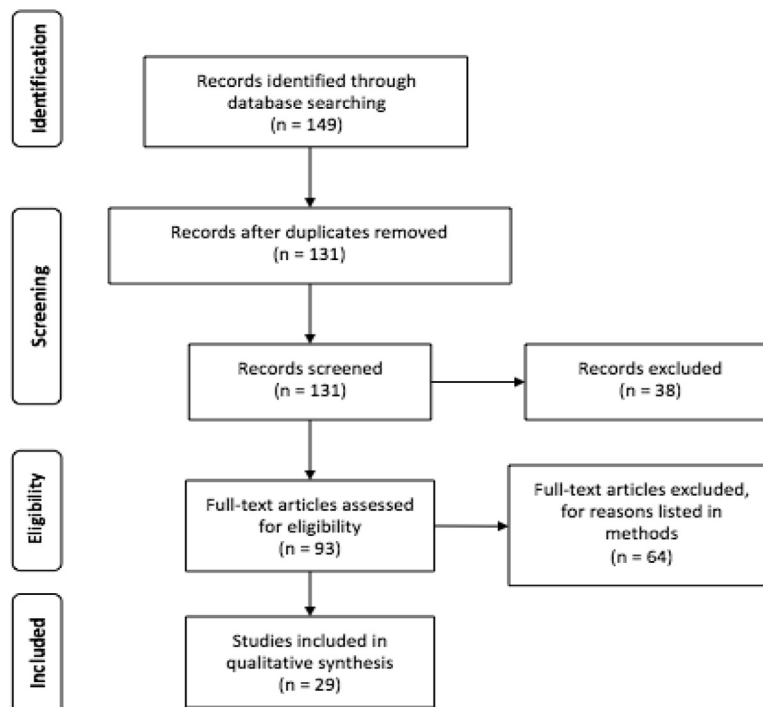 Identification
Records identified through
database searching
(n = 149)
Screening
Records after duplicates removed
(n = 131)
Records screened
(n = 131)
Records excluded
(n = 38)
Eligibility
Full-text articles assessed
for eligibility
(n = 93)
Full-text articles excluded,
for reasons listed in
methods
(n = 64)
Included
Studies included in
qualitative synthesis
(n = 29)